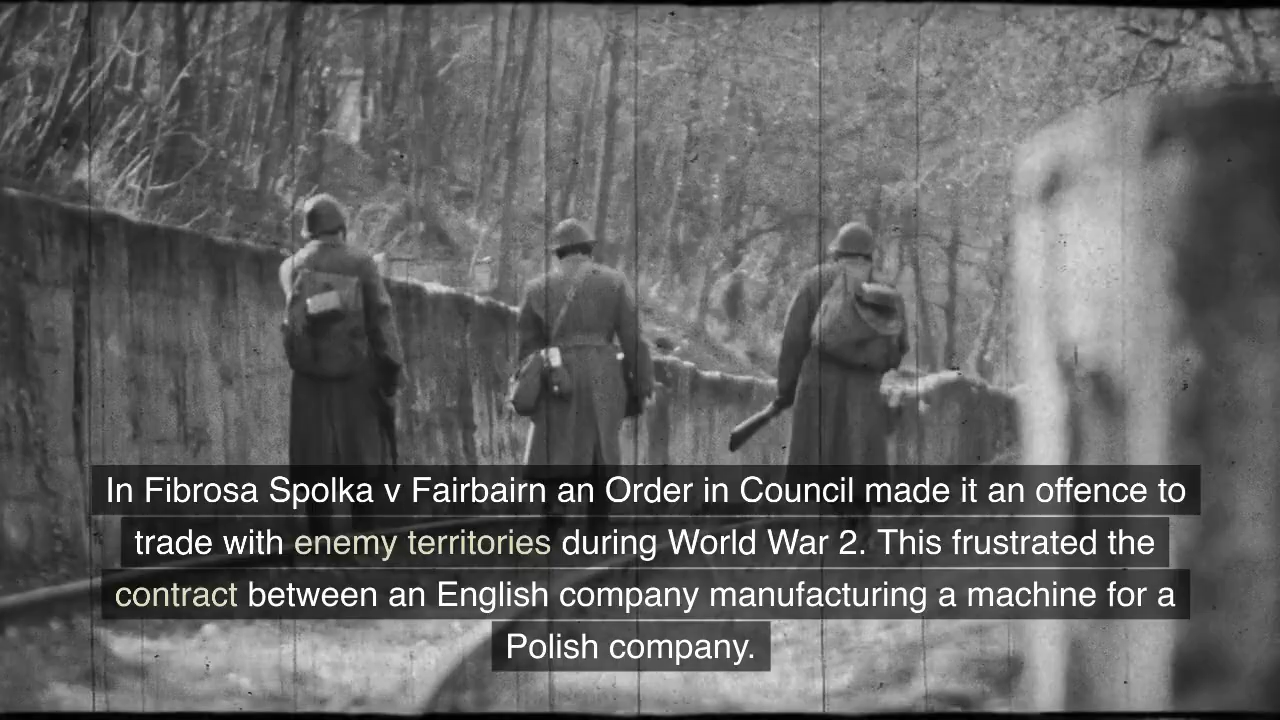 In Fibrosa Spolka v Fairbairn an Order in Council made it an offence to
trade with enemy territories during World War 2. This frustrated the
contract between an English company manufacturing a machine for a
Polish company.